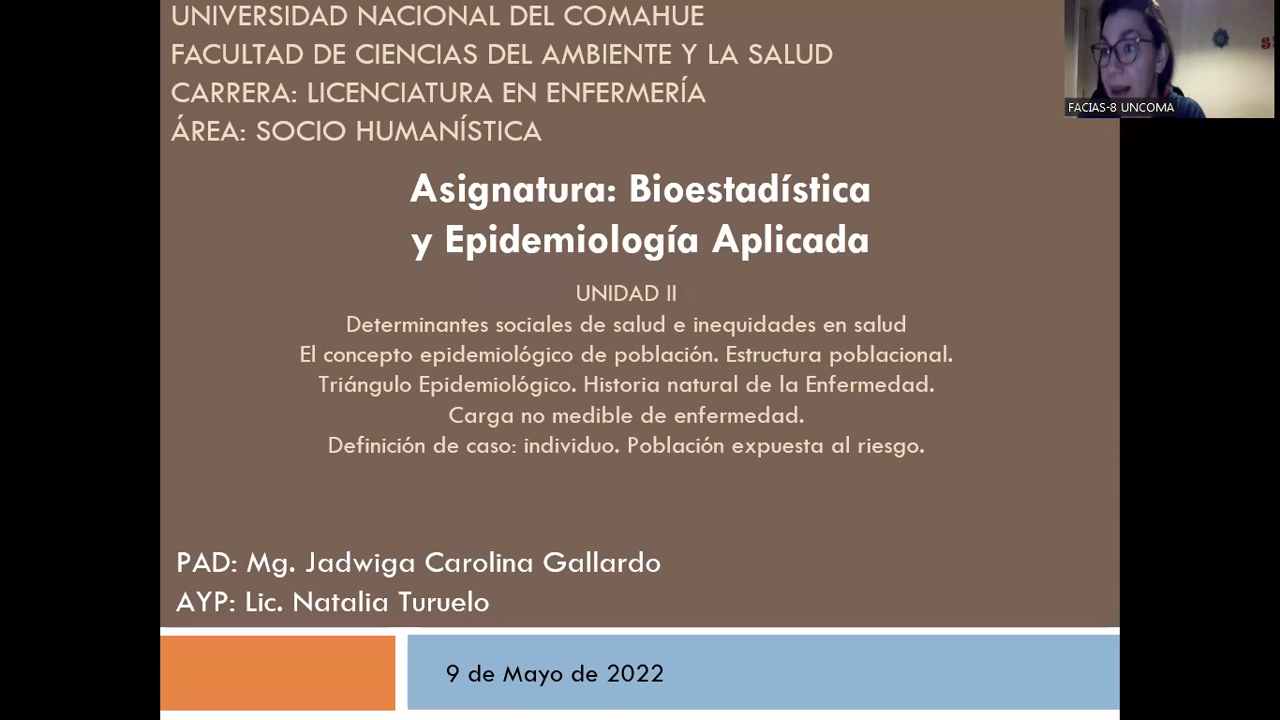 UNIVERSIDAD NACIONAL DEL COMAHUE
FACULTAD DE CIENCIAS DEL AMBIENTE Y LA SALUD
CARRERA: LICENCIATURA EN ENFERMERÍA
ÁREA: SOCIO HUMANÍSTICA
FACIAS-8 UNCOMA
Asignatura: Bioestadística
y Epidemiología Aplicada
UNIDAD II
Determinantes sociales de salud e inequidades en salud
El concepto epidemiológico de población. Estructura poblacional.
Triángulo Epidemiológico. Historia natural de la Enfermedad.
Carga no medible de enfermedad.
Definición de caso: individuo. Población expuesta al riesgo.
PAD: Mg. Jadwiga Carolina Gallardo
AYP: Lic. Natalia Turuelo
9 de Mayo de 2022